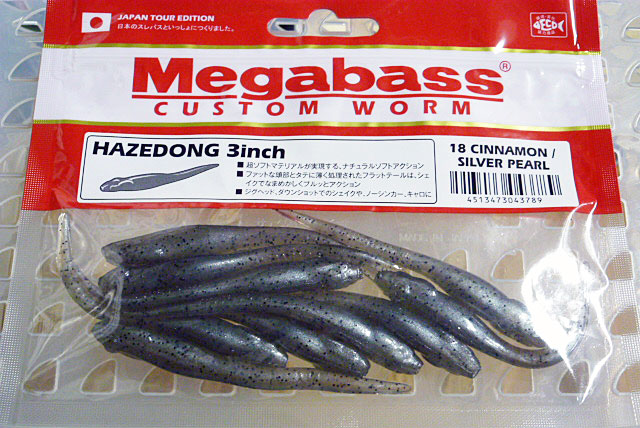 JAPAN TOUR EDITION
日本のスレバスといっしょにつくりました。
Megabass®
CUSTOM WORM
HAZEDONG 3inch
■超ソフトマテリアルが実現する、ナチュラルソフトアクション
■ファットな頭部とタテに薄く処理されたフラットテールは、シェ
イクでなまめかしくプルッとアクション
■ジグヘッド、ダウンショットでのシェイクや、ノーシンカー、キャロに
18 CINNAMON /
SILVER PEARL
4513473043789